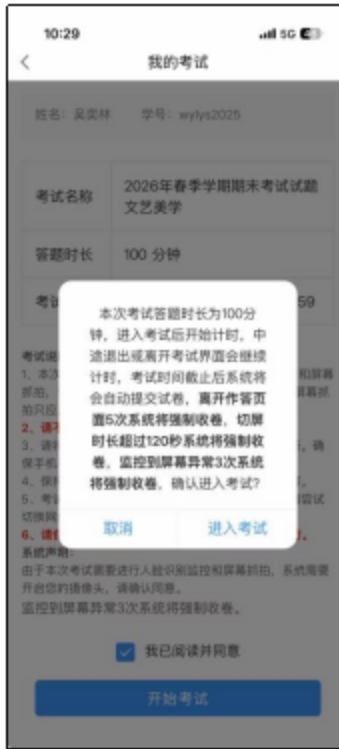 10:29
5G
我的考试
姓名：吴奕林 学号：wylys2025
考试名称
2026年春季学期期末考试试题
文艺美学
答题时长
100 分钟
59
本次考试答题时长为100分
钟，进入考试后开始计时，中
途退出或离开考试界面会继续
计时，考试时间截止后系统将
会自动提交试卷，离开作答页
面5次系统将强制收卷，切屏
时长超过120秒系统将强制收
卷，监控到屏幕异常3次系统
将强制收卷，确认进入考试？
取消
进入考试
系统声明：
由于本次考试需要进行人脸识别监控和屏幕抓拍，系统需要
开启您的摄像头，请确认同意。
监控到屏幕异常3次系统将强制收卷。
我已阅读并同意
开始考试